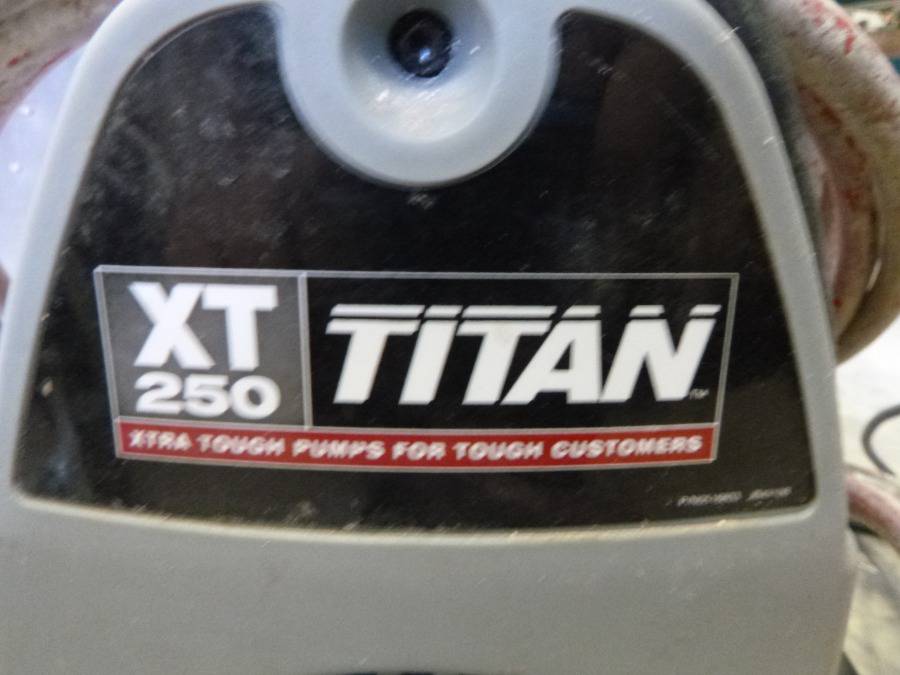 XT
250
TITAN
XTRA TOUGH PUMPS FOR TOUGH CUSTOMERS